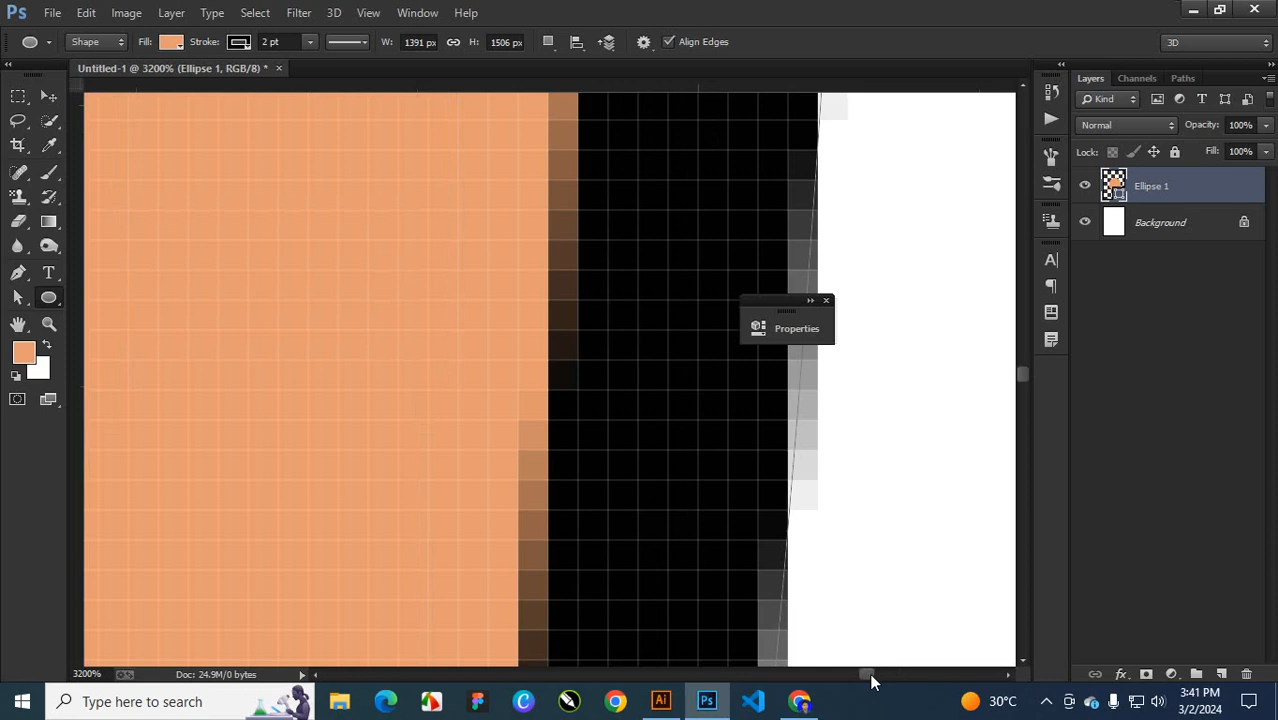 Ps File Edit Image Layer Type Select Filter 3D View Window Help
Shape Fill: Stroke: 2 pt W: 1391 px H: 1506 px Align Edges 3D
Untitled-1 @ 3200% (Ellipse 1, RGB/8) * ×
Layers Channels Paths
Kind
Normal Opacity: 100%
Lock: Fill: 100%
Ellipse 1
Background
Properties
3200% Doc: 24.9M/0 bytes
Type here to search
Ai Ps 30°C
3:41 PM
3/2/2024